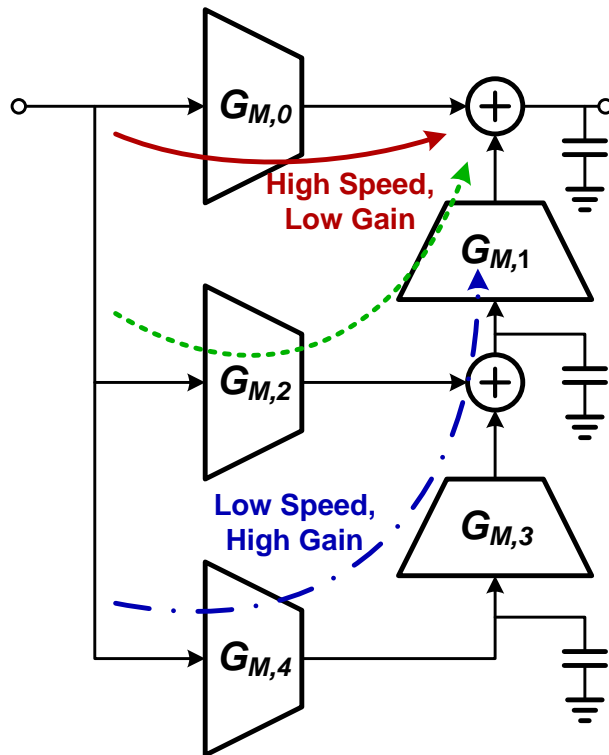 G_M,0
High Speed,
Low Gain
G_M,1
G_M,2
Low Speed,
High Gain
G_M,3
G_M,4